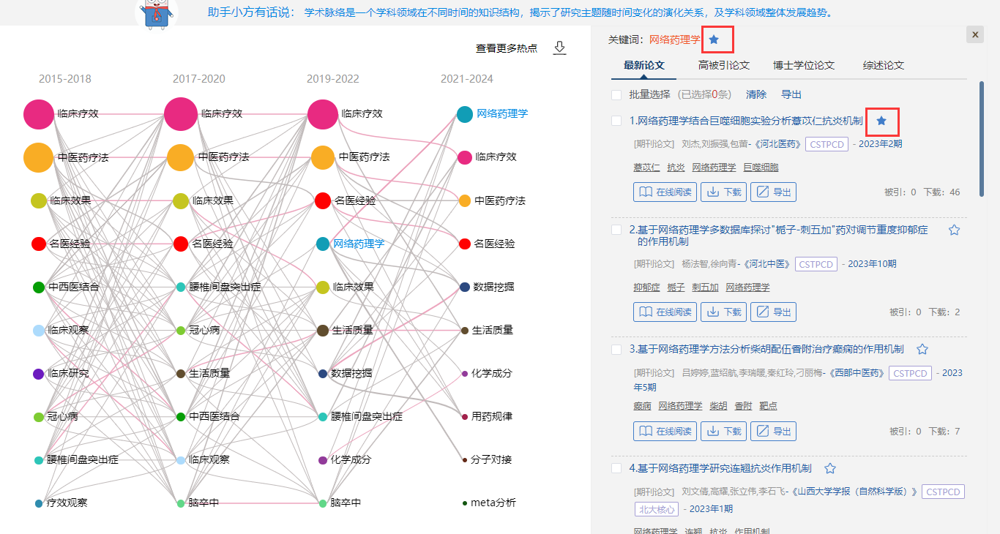 助手小方有话说： 学术脉络是一个学科领域在不同时间的知识结构，揭示了研究主题随时间变化的演化关系，及学科领域整体发展趋势。
查看更多热点
2015-2018 2017-2020 2019-2022 2021-2024
临床疗效 临床疗效 临床疗效 网络药理学
中医药疗法 中医药疗法 中医药疗法 临床疗效
临床效果 临床效果 名医经验 中医药疗法
名医经验 名医经验 网络药理学 名医经验
中西医结合 腰椎间盘突出症 临床效果 数据挖掘
临床观察 冠心病 生活质量 生活质量
临床研究 生活质量 数据挖掘 化学成分
冠心病 中西医结合 腰椎间盘突出症 用药规律
腰椎间盘突出症 临床观察 化学成分 分子对接
疗效观察 脑卒中 脑卒中 meta分析
关键词：网络药理学
x
最新论文 高被引论文 博士学位论文 综述论文
批量选择 (已选择0条) 清除 导出
1.网络药理学结合巨噬细胞实验分析薏苡仁抗炎机制
[期刊论文] 刘杰,刘振强,包苗-《河北医药》 CSTPCD - 2023年2期
薏苡仁 抗炎 网络药理学 巨噬细胞
在线阅读 下载 导出 被引：0 下载：46
2.基于网络药理学多数据库探讨"栀子-刺五加"药对调节重度抑郁症
的作用机制
[期刊论文] 杨法智,徐向青-《河北中医》 CSTPCD - 2023年10期
抑郁症 栀子 刺五加 网络药理学
在线阅读 下载 导出 被引：0 下载：2
3.基于网络药理学方法分析柴胡配伍香附治疗癫痫的作用机制
[期刊论文] 吕婷婷,蓝绍航,李瑞暖,秦红玲,刁丽梅-《西部中医药》 CSTPCD - 2023
年5期
癫痫 网络药理学 柴胡 香附 靶点
在线阅读 下载 导出 被引：0 下载：7
4.基于网络药理学研究连翘抗炎作用机制
[期刊论文] 刘文倩,高耀,张立伟,李石飞-《山西大学学报（自然科学版）》 CSTPCD
北大核心 - 2023年1期
网络药理学 连翘 抗炎 作用机制